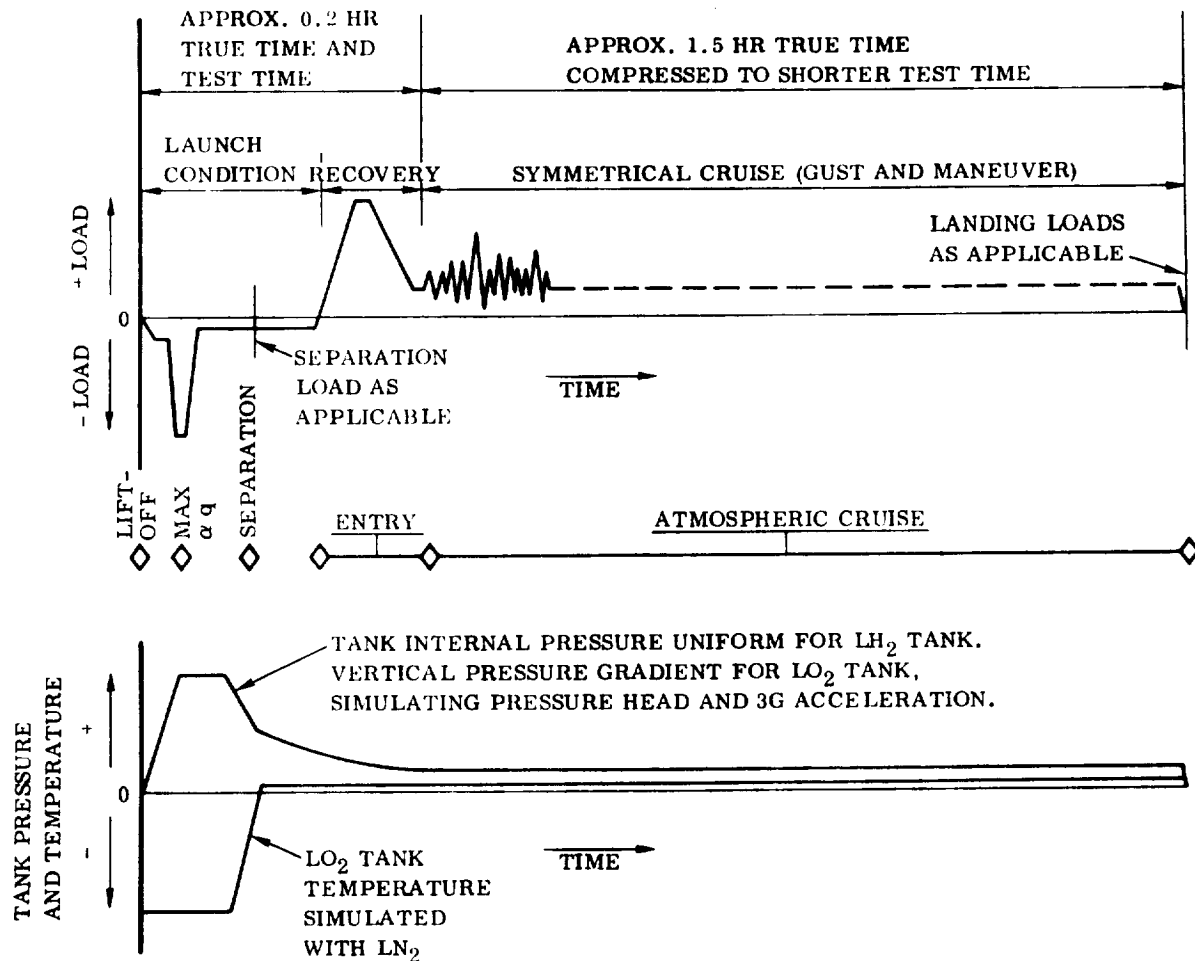 APPROX. 0.2 HR
TRUE TIME AND
TEST TIME
APPROX. 1.5 HR TRUE TIME
COMPRESSED TO SHORTER TEST TIME
LAUNCH
CONDITION
RECOVERY
SYMMETRICAL CRUISE (GUST AND MANEUVER)
LANDING LOADS
AS APPLICABLE
+ LOAD
0
- LOAD
SEPARATION
LOAD AS
APPLICABLE
TIME
LIFT-
OFF
MAX
αq
SEPARATION
ENTRY
ATMOSPHERIC CRUISE
TANK INTERNAL PRESSURE UNIFORM FOR LH₂ TANK.
VERTICAL PRESSURE GRADIENT FOR LO₂ TANK,
SIMULATING PRESSURE HEAD AND 3G ACCELERATION.
TANK PRESSURE
AND TEMPERATURE
+
0
-
LO₂ TANK
TEMPERATURE
SIMULATED
WITH LN₂
TIME